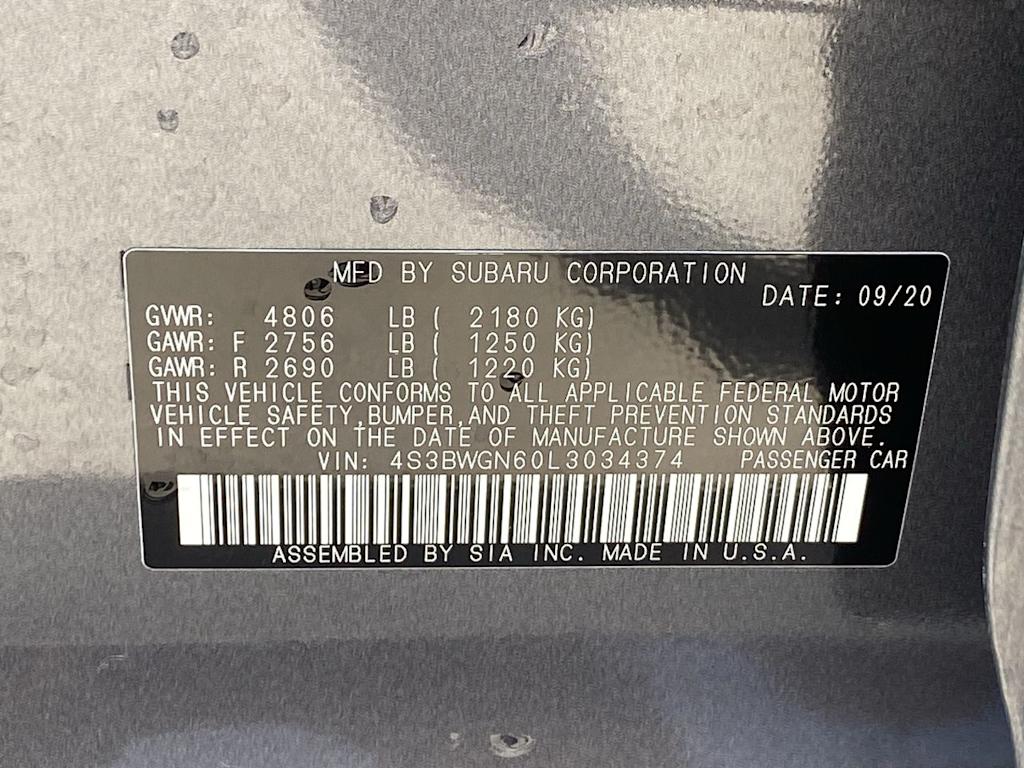 MFD BY SUBARU CORPORATION
DATE: 09/20
GVWR: 4806 LB ( 2180 KG)
GAWR: F 2756 LB ( 1250 KG)
GAWR: R 2690 LB ( 1220 KG)
THIS VEHICLE CONFORMS TO ALL APPLICABLE FEDERAL MOTOR
VEHICLE SAFETY,BUMPER,AND THEFT PREVENTION STANDARDS
IN EFFECT ON THE DATE OF MANUFACTURE SHOWN ABOVE.
VIN: 4S3BWGN60L3034374 PASSENGER CAR
ASSEMBLED BY SIA INC. MADE IN U.S.A.